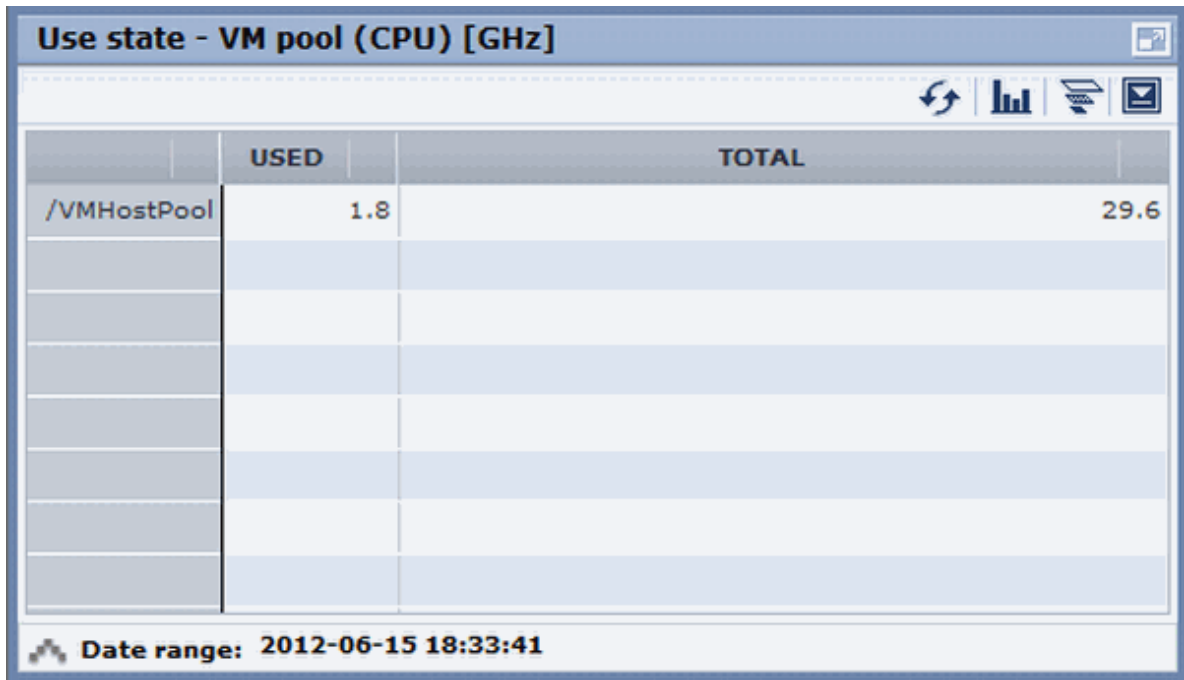 Use state - VM pool (CPU) [GHz]
USED TOTAL
/VMHostPool 1.8 29.6
Date range: 2012-06-15 18:33:41